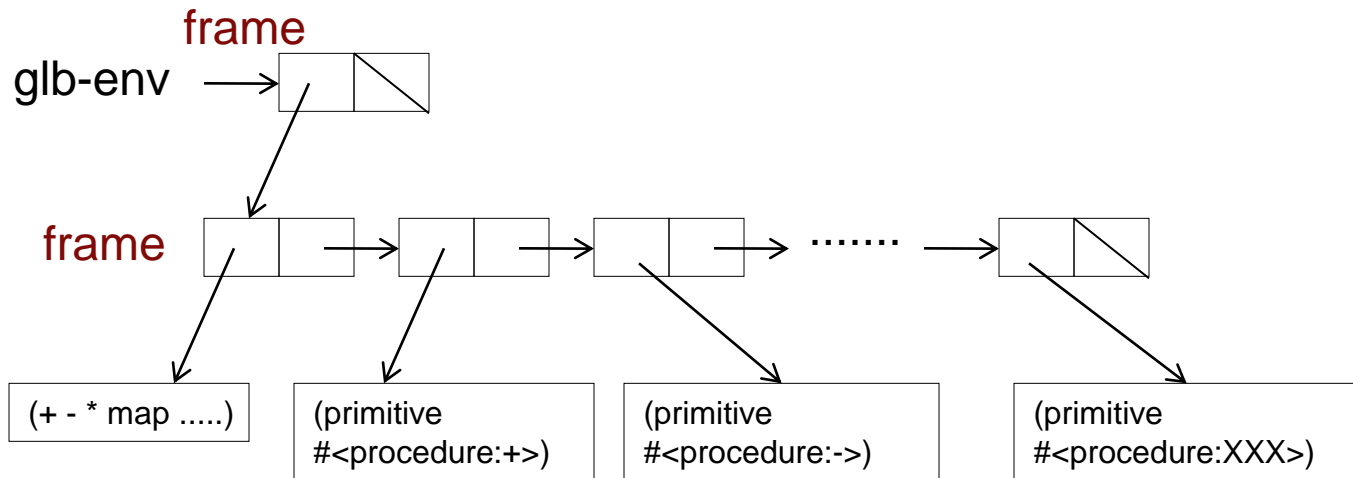 frame
glb-env
.......
frame
(+ - * map .....)
(primitive
#<procedure:+>)
(primitive
#<procedure:->)
(primitive
#<procedure:XXX>)